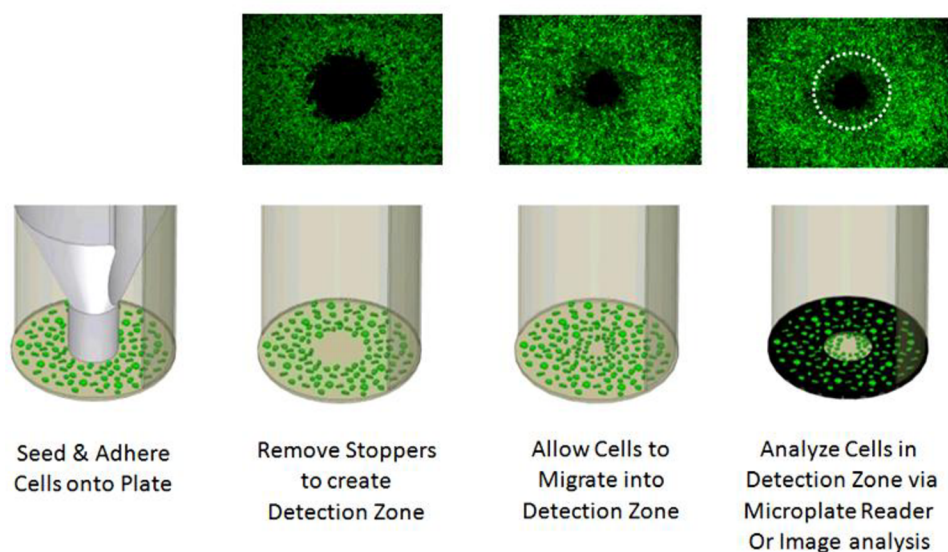 Seed & Adhere
Cells onto Plate
Remove Stoppers
to create
Detection Zone
Allow Cells to
Migrate into
Detection Zone
Analyze Cells in
Detection Zone via
Microplate Reader
Or Image analysis